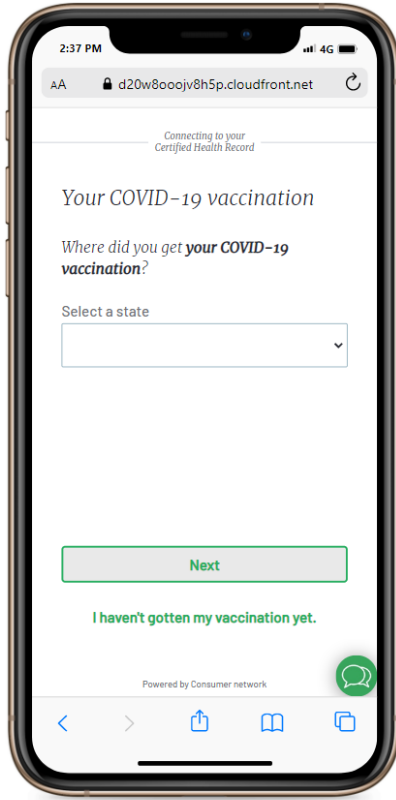 2:37 PM
4G
AA
d20w8ooojv8h5p.cloudfront.net
Connecting to your
Certified Health Record
Your COVID-19 vaccination
Where did you get your COVID-19
vaccination?
Select a state
Next
I haven't gotten my vaccination yet.
Powered by Consumer network